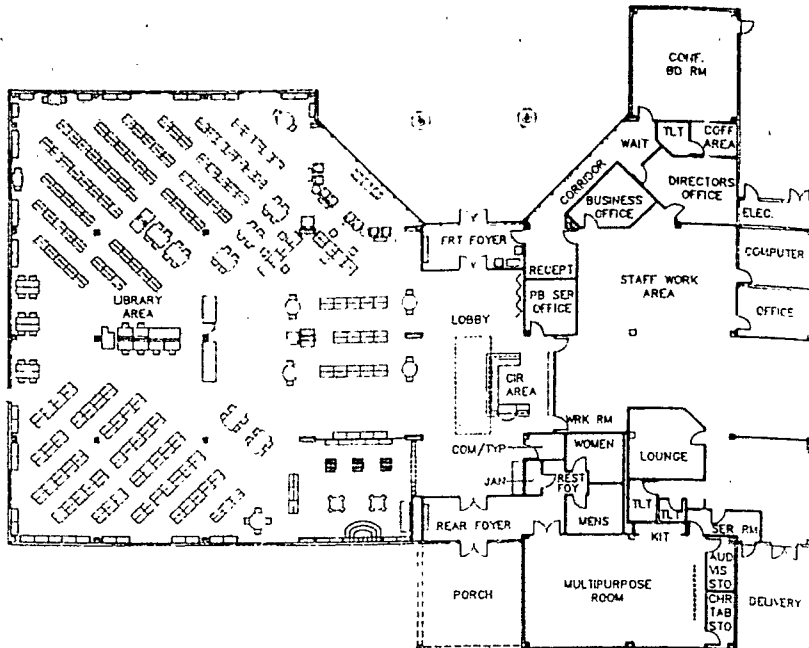 CONF.
BD RM
TLT
COFF
AREA
WAIT
CORRIDOR
DIRECTORS
OFFICE
BUSINESS
OFFICE
ELEC.
FRT FOYER
COMPUTER
RECEPT
STAFF WORK
AREA
PB SER
OFFICE
OFFICE
LIBRARY
AREA
LOBBY
CIR
AREA
WRK RM
COM/TYP
WOMEN
LOUNGE
JAN
REST
FOY
TLT
TLT
REAR FOYER
MENS
KIT
SER RM
AUD
VIS
STO
PORCH
MULTIPURPOSE
ROOM
CHR
TAB
STO
DELIVERY